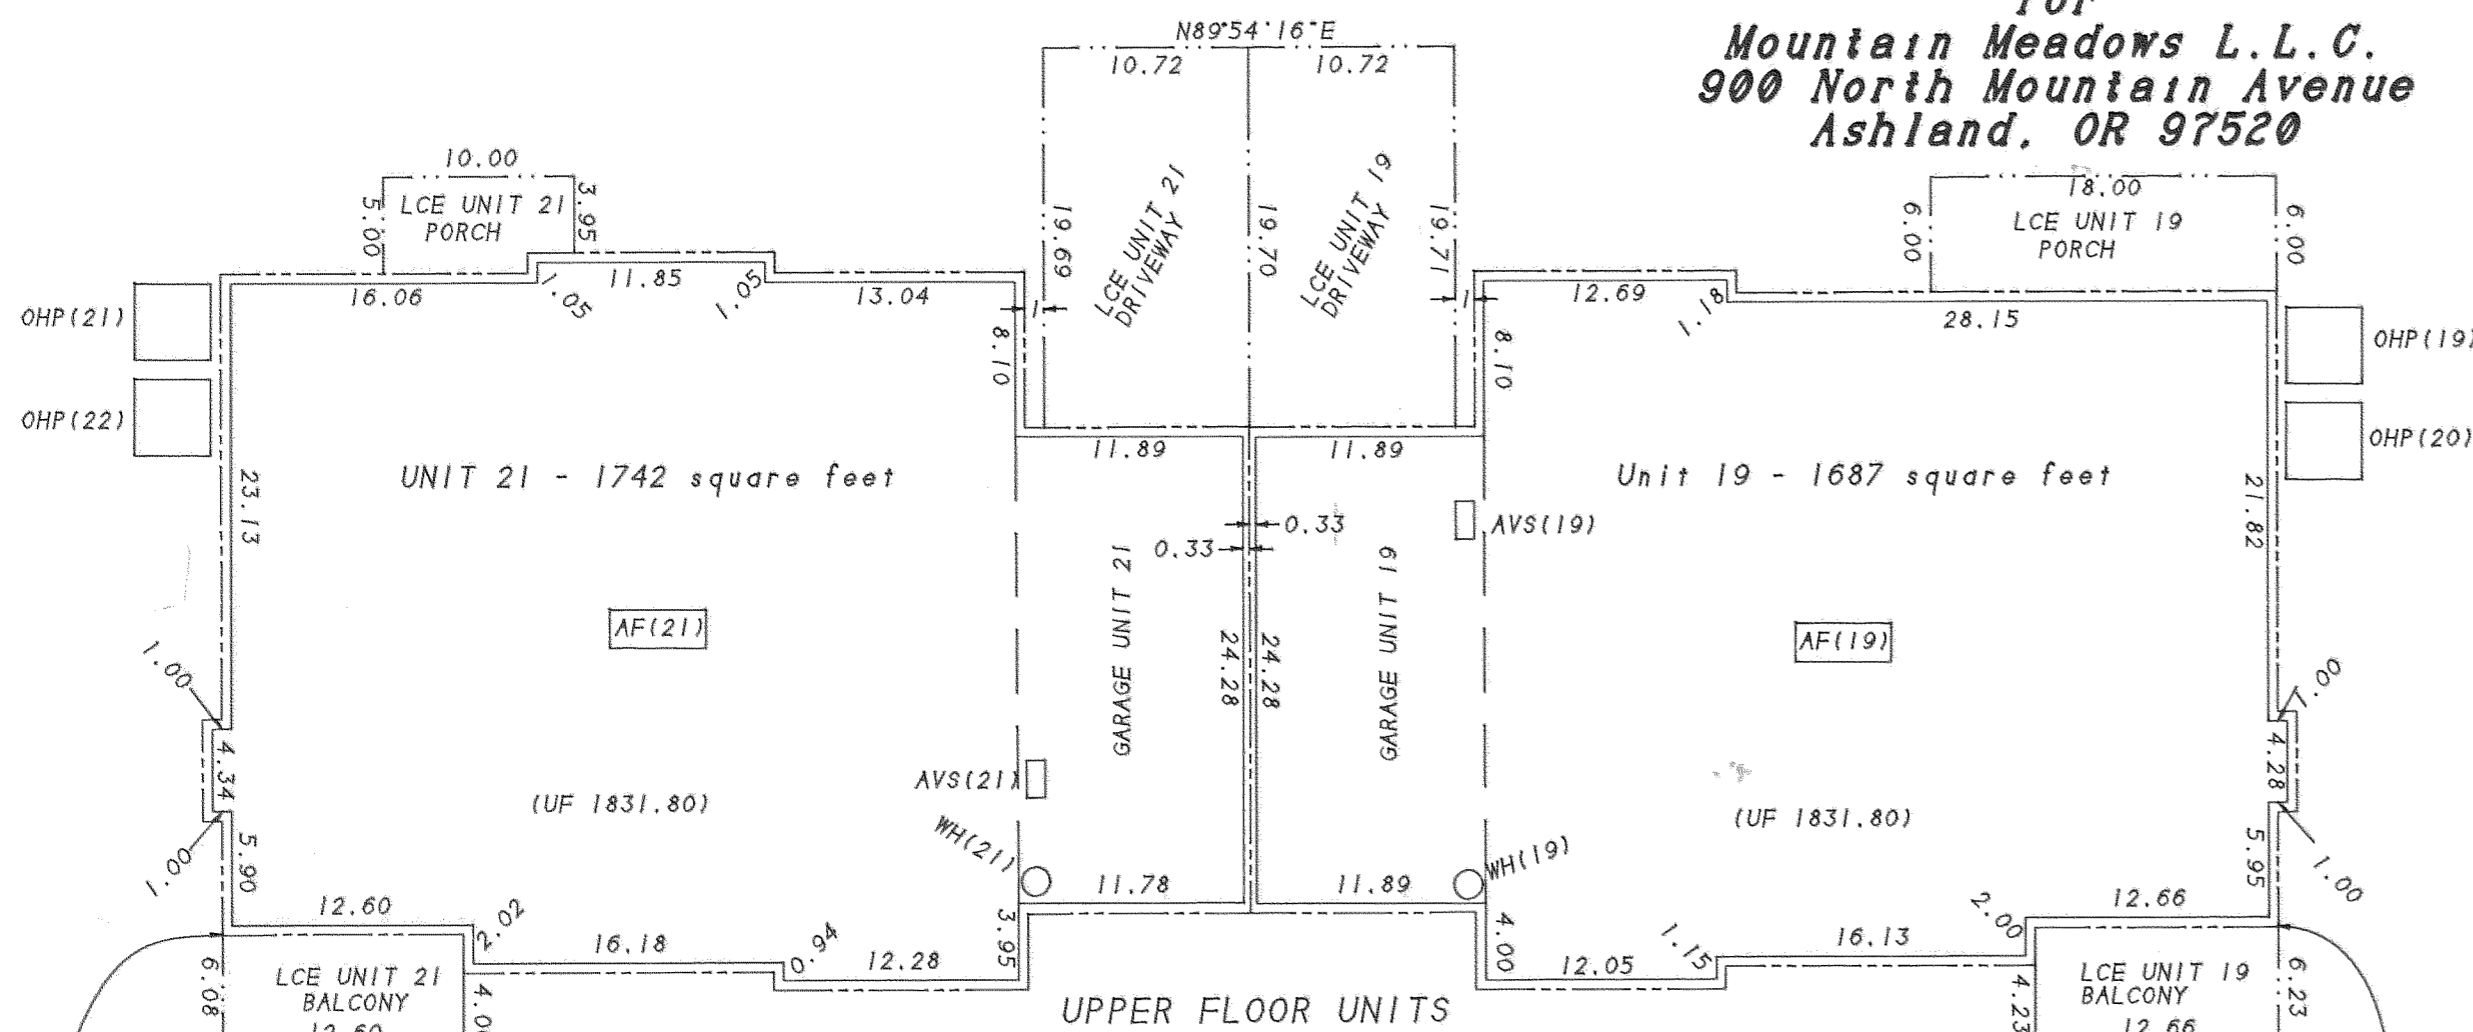 for
Mountain Meadows L.L.C.
900 North Mountain Avenue
Ashland, OR 97520
N89°54'16"E
10.72
10.72
19.69
LCE UNIT 21
DRIVEWAY
19.70
LCE UNIT 19
DRIVEWAY
19.71
10.00
5.00
LCE UNIT 21
PORCH
3.95
18.00
6.00
LCE UNIT 19
PORCH
6.00
16.06
1.05
11.85
1.05
13.04
1
8.10
1
8.10
12.69
1.18
28.15
OHP(21)
OHP(22)
OHP(19)
OHP(20)
11.89
11.89
23.13
UNIT 21 - 1742 square feet
Unit 19 - 1687 square feet
21.82
0.33
0.33
AVS(19)
GARAGE UNIT 21
24.28
24.28
GARAGE UNIT 19
AF(21)
AF(19)
1.00
4.34
1.00
5.90
1.00
4.28
1.00
5.95
AVS(21)
(UF 1831.80)
(UF 1831.80)
WH(21)
WH(19)
11.78
11.89
12.60
2.02
16.18
0.94
12.28
3.95
4.00
12.05
1.15
16.13
2.00
12.66
6.08
LCE UNIT 21
BALCONY
12.60
UPPER FLOOR UNITS
4.23
LCE UNIT 19
BALCONY
12.66
6.23